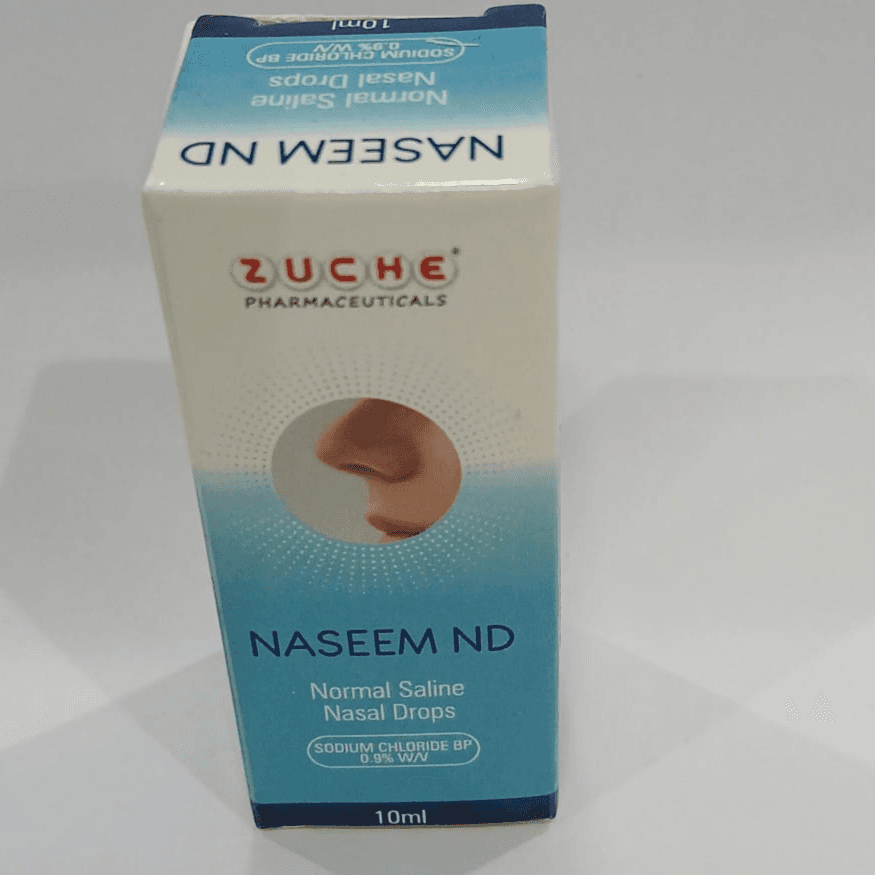 10ml
SODIUM CHLORIDE BP
0.9% W/V
Normal Saline
Nasal Drops
NASEEM ND
ZUCHE®
PHARMACEUTICALS
NASEEM ND
Normal Saline
Nasal Drops
SODIUM CHLORIDE BP
0.9% W/V
10ml